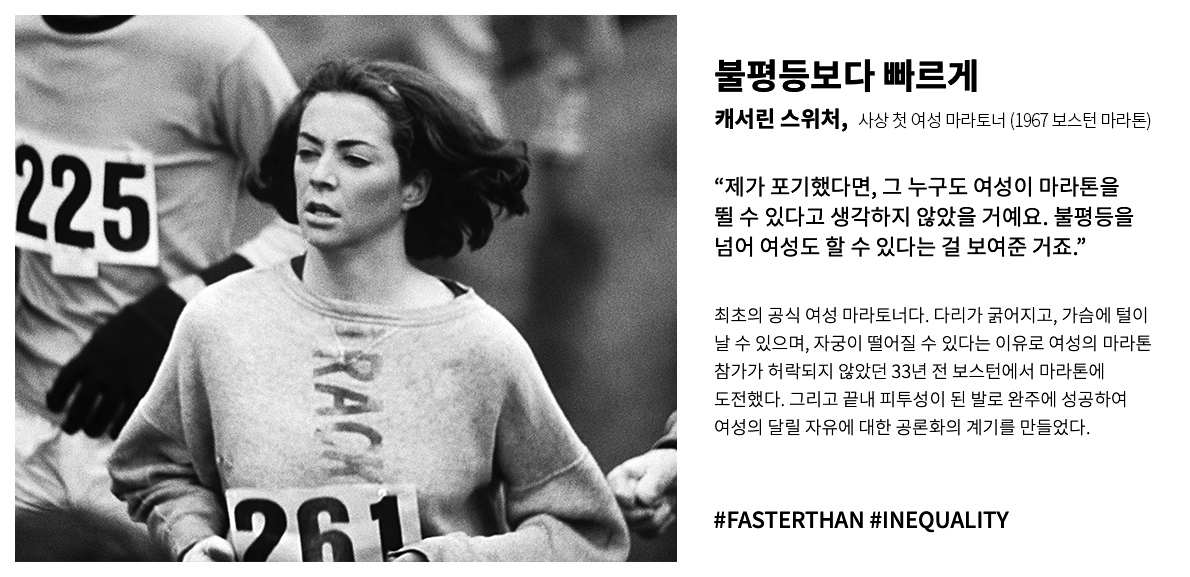 225
TRACK
261
불평등보다 빠르게
캐서린 스위처, 사상 첫 여성 마라토너 (1967 보스턴 마라톤)
“제가 포기했다면, 그 누구도 여성이 마라톤을
뛸 수 있다고 생각하지 않았을 거예요. 불평등을
넘어 여성도 할 수 있다는 걸 보여준 거죠.”
최초의 공식 여성 마라토너다. 다리가 굵어지고, 가슴에 털이
날 수 있으며, 자궁이 떨어질 수 있다는 이유로 여성의 마라톤
참가가 허락되지 않았던 33년 전 보스턴에서 마라톤에
도전했다. 그리고 끝내 피투성이 된 발로 완주에 성공하여
여성의 달릴 자유에 대한 공론화의 계기를 만들었다.
#FASTERTHAN #INEQUALITY